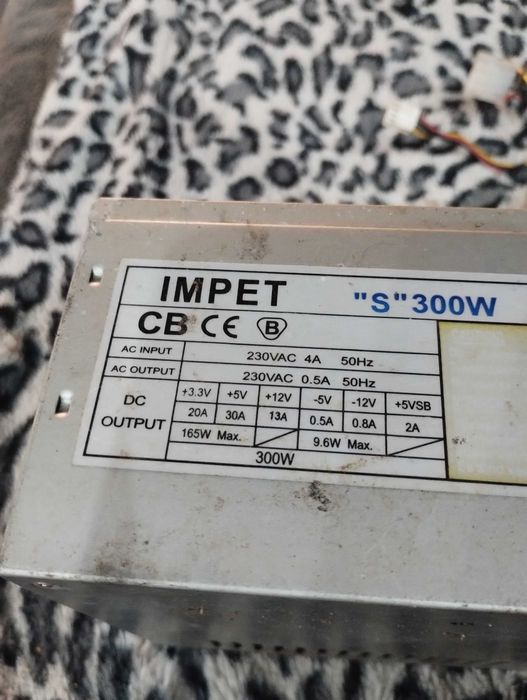 IMPET "S"300W
CB CE B
AC INPUT 230VAC 4A 50Hz
AC OUTPUT 230VAC 0.5A 50Hz
DC OUTPUT +3.3V +5V +12V -5V -12V +5VSB
20A 30A 13A 0.5A 0.8A 2A
165W Max. 9.6W Max.
300W